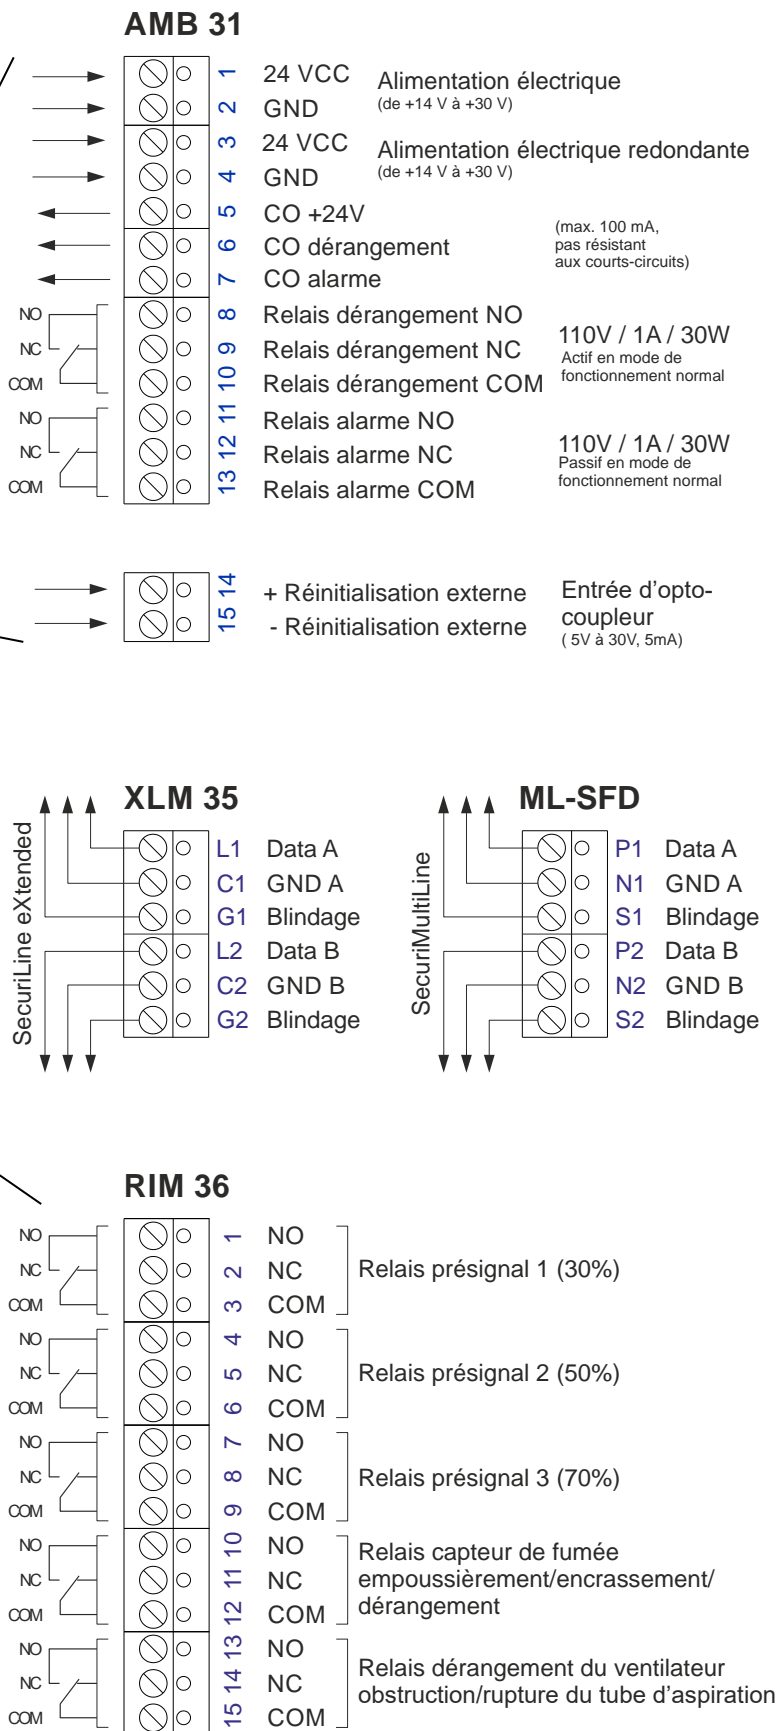 AMB 31
1 24 VCC Alimentation électrique
(de +14 V à +30 V)
2 GND
3 24 VCC Alimentation électrique redondante
(de +14 V à +30 V)
4 GND
5 CO +24V
6 CO dérangement
7 CO alarme
(max. 100 mA,
pas résistant
aux courts-circuits)
NO 8 Relais dérangement NO
NC 9 Relais dérangement NC
COM 10 Relais dérangement COM
110V / 1A / 30W
Actif en mode de
fonctionnement normal
NO 11 Relais alarme NO
NC 12 Relais alarme NC
COM 13 Relais alarme COM
110V / 1A / 30W
Passif en mode de
fonctionnement normal
14 + Réinitialisation externe
15 - Réinitialisation externe
Entrée d'opto-
coupleur
( 5V à 30V, 5mA)
XLM 35
SecuriLine eXtended
L1 Data A
C1 GND A
G1 Blindage
L2 Data B
C2 GND B
G2 Blindage
ML-SFD
SecuriMultiLine
P1 Data A
N1 GND A
S1 Blindage
P2 Data B
N2 GND B
S2 Blindage
RIM 36
NO 1 NO
NC 2 NC
COM 3 COM
Relais présignal 1 (30%)
NO 4 NO
NC 5 NC
COM 6 COM
Relais présignal 2 (50%)
NO 7 NO
NC 8 NC
COM 9 COM
Relais présignal 3 (70%)
NO 10 NO
NC 11 NC
COM 12 COM
Relais capteur de fumée
empoussièrement/encrassement/
dérangement
NO 13 NO
NC 14 NC
COM 15 COM
Relais dérangement du ventilateur
obstruction/rupture du tube d'aspiration